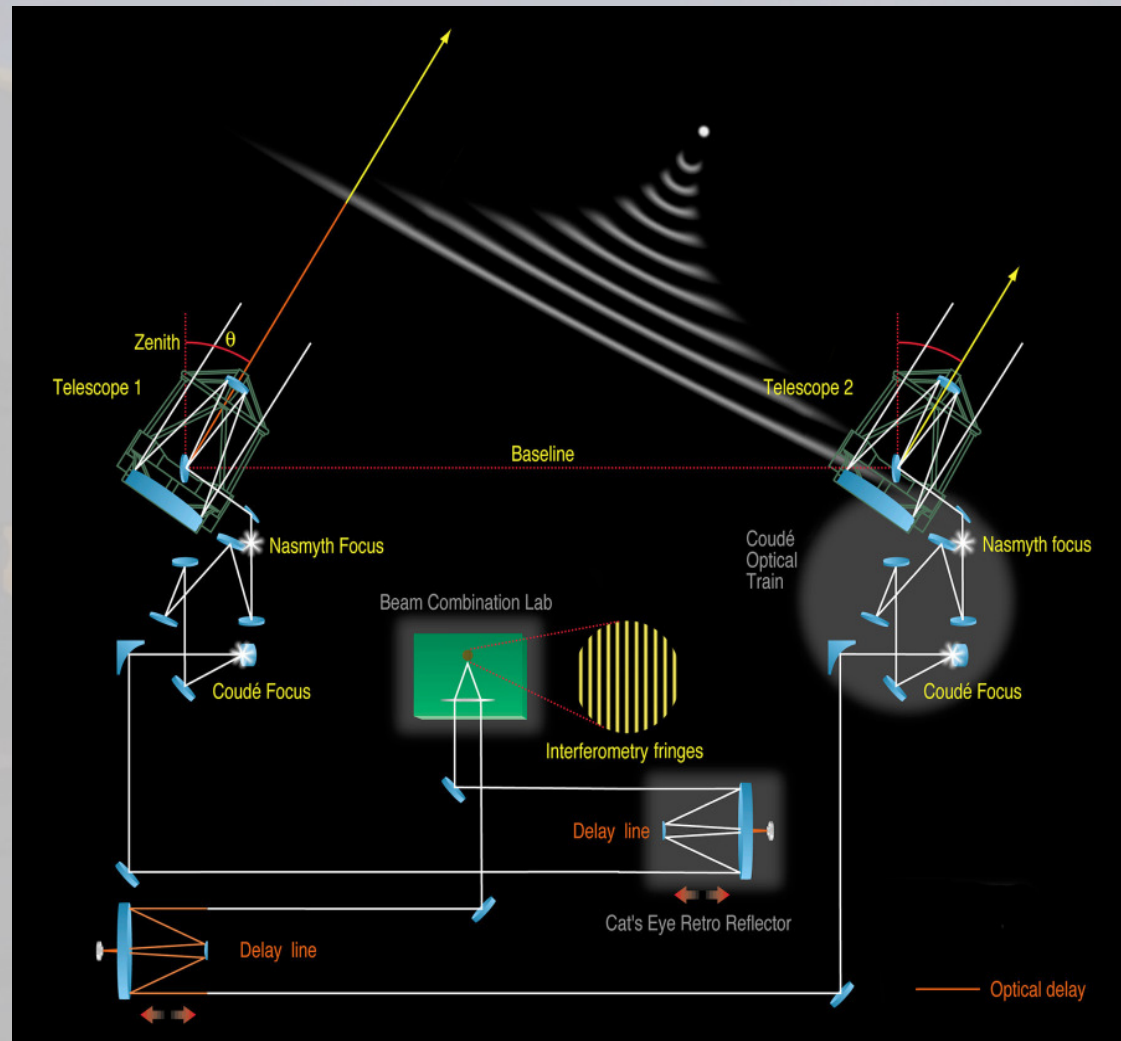 Zenith
θ
Telescope 1
Telescope 2
Baseline
Nasmyth Focus
Coudé
Optical
Train
Nasmyth focus
Beam Combination Lab
Coudé Focus
Coudé Focus
Interferometry fringes
Delay line
Cat's Eye Retro Reflector
Delay line
Optical delay